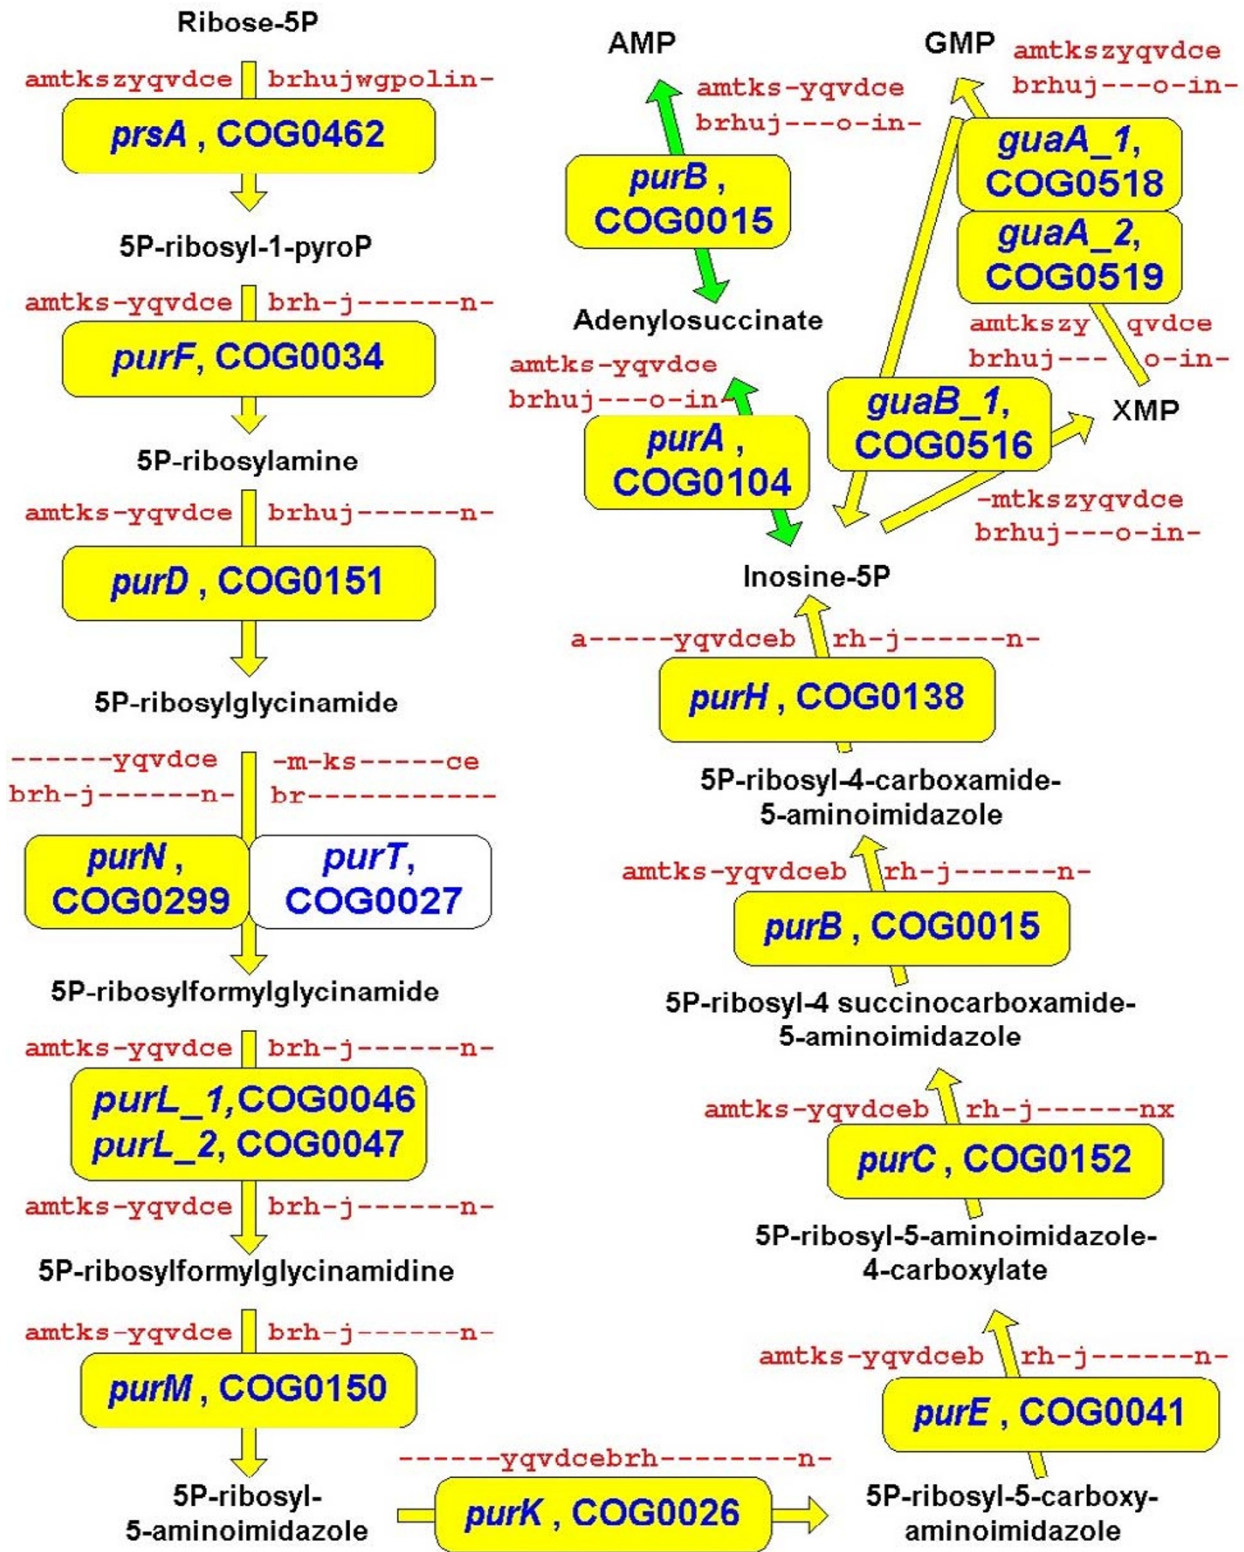 Ribose-5P
amtkszyqvdce brhujwgpolin-
prsA , COG0462
5P-ribosyl-1-pyroP
amtks-yqvdce brh-j------n-
purF, COG0034
5P-ribosylamine
amtks-yqvdce brhuj------n-
purD , COG0151
5P-ribosylglycinamide
------yqvdce -m-ks-----ce
brh-j------n- br-----------
purN , purT,
COG0299 COG0027
5P-ribosylformylglycinamide
amtks-yqvdce brh-j------n-
purL_1,COG0046
purL_2, COG0047
amtks-yqvdce brh-j------n-
5P-ribosylformylglycinamidine
amtks-yqvdce brh-j------n-
purM , COG0150
5P-ribosyl-
5-aminoimidazole
------yqvdcebrh--------n-
purK , COG0026
5P-ribosyl-5-carboxy-
aminoimidazole
purE , COG0041
amtks-yqvdceb rh-j------n-
5P-ribosyl-5-aminoimidazole-
4-carboxylate
purC , COG0152
amtks-yqvdceb rh-j------nx
5P-ribosyl-4 succinocarboxamide-
5-aminoimidazole
purB , COG0015
amtks-yqvdceb rh-j------n-
5P-ribosyl-4-carboxamide-
5-aminoimidazole
purH , COG0138
a-----yqvdceb rh-j------n-
Inosine-5P
purA ,
COG0104
amtks-yqvdce
brhuj---o-in-
Adenylosuccinate
purB ,
COG0015
amtks-yqvdce
brhuj---o-in-
AMP
guaB_1,
COG0516
-mtkszyqvdce
brhuj---o-in-
XMP
amtkszy qvdce
brhuj--- o-in-
guaA_1,
COG0518
guaA_2,
COG0519
amtkszyqvdce
brhuj---o-in-
GMP